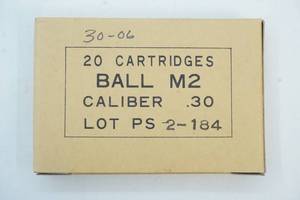 30-06
20 CARTRIDGES
BALL M2
CALIBER .30
LOT PS 2-184